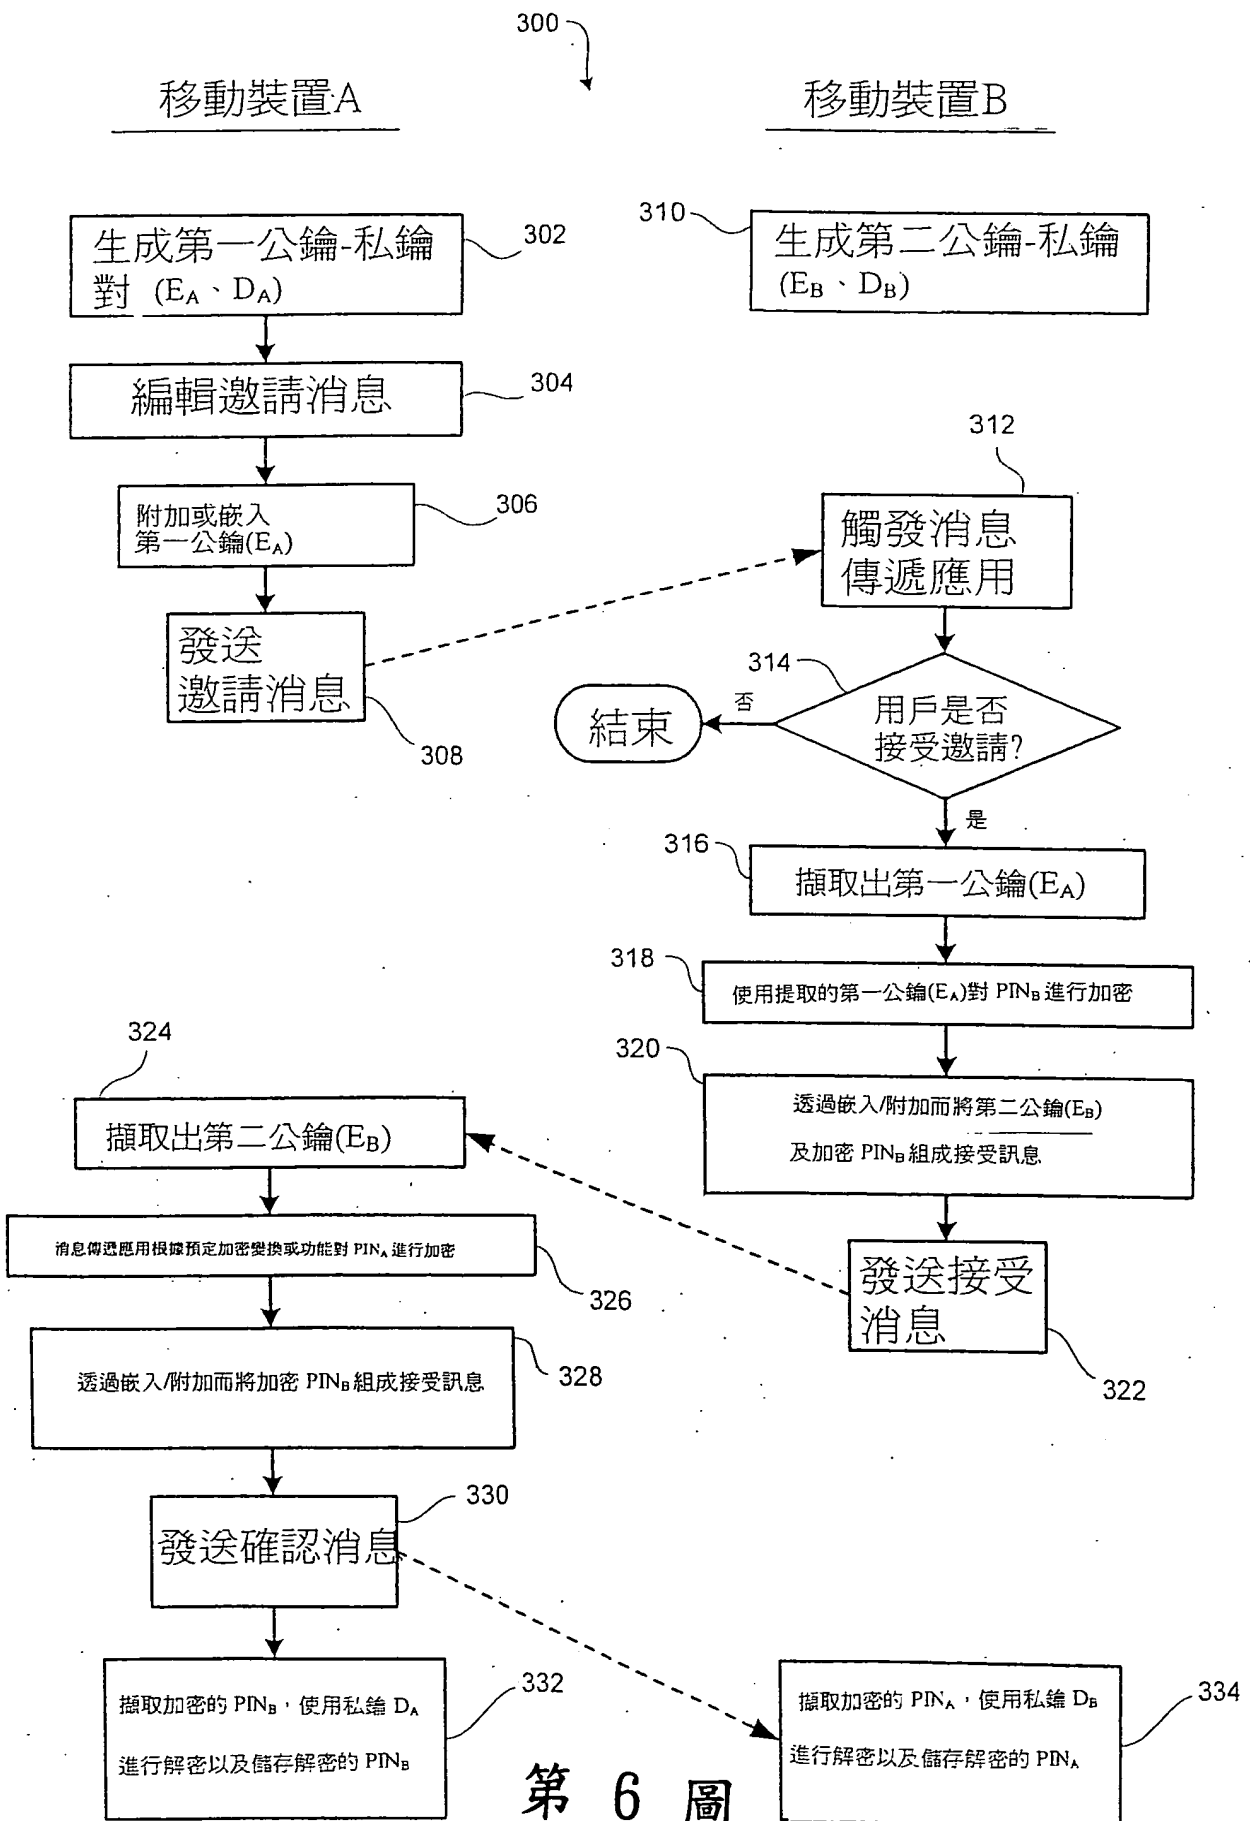 300
移動裝置A
移動裝置B
生成第一公鑰-私鑰
對 (EA、DA)
302
310
生成第二公鑰-私鑰
(EB、DB)
編輯邀請消息
304
附加或嵌入
第一公鑰(EA)
306
發送
邀請消息
308
312
觸發消息
傳遞應用
314
用戶是否
接受邀請?
否
結束
是
316
擷取出第一公鑰(EA)
318
使用提取的第一公鑰(EA)對 PINB 進行加密
320
透過嵌入/附加而將第二公鑰(EB)
及加密 PINB 組成接受訊息
發送接受
消息
322
324
擷取出第二公鑰(EB)
消息傳遞應用根據預定加密變換或功能對 PINA 進行加密
326
透過嵌入/附加而將加密 PINB 組成接受訊息
328
發送確認消息
330
擷取加密的 PINB,使用私鑰 DA
進行解密以及儲存解密的 PINB
332
擷取加密的 PINA,使用私鑰 DB
進行解密以及儲存解密的 PINA
334
第 6 圖